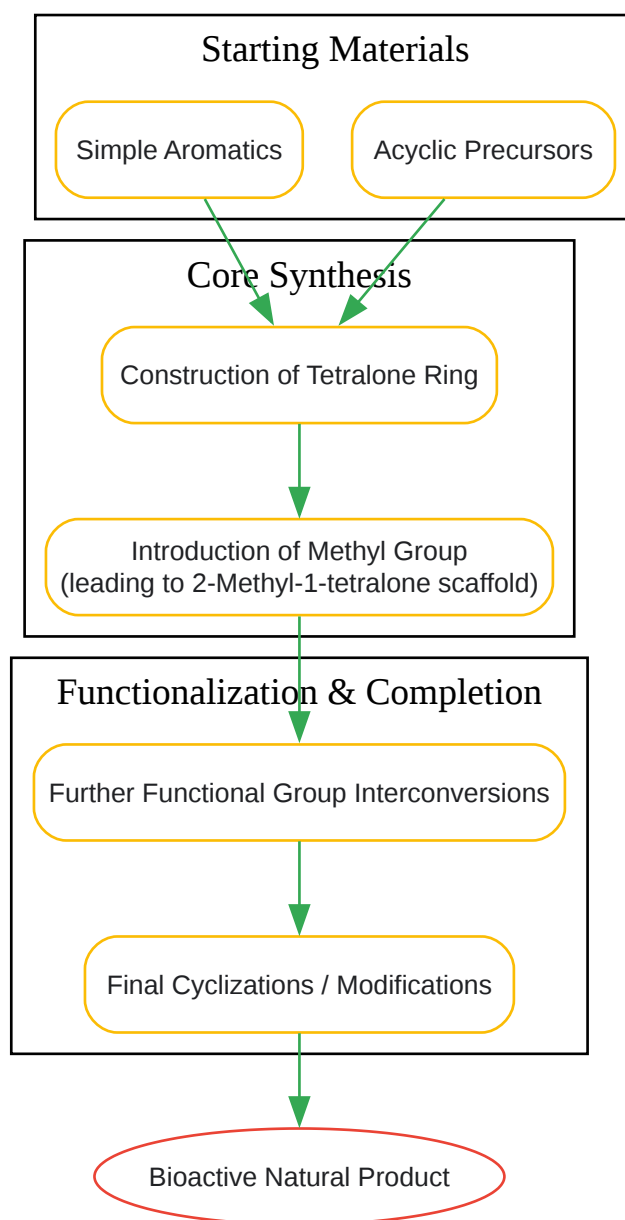 Starting Materials
Simple Aromatics
Acyclic Precursors
Core Synthesis
Construction of Tetralone Ring
Introduction of Methyl Group
(leading to 2-Methyl-1-tetralone scaffold)
Functionalization & Completion
Further Functional Group Interconversions
Final Cyclizations / Modifications
Bioactive Natural Product